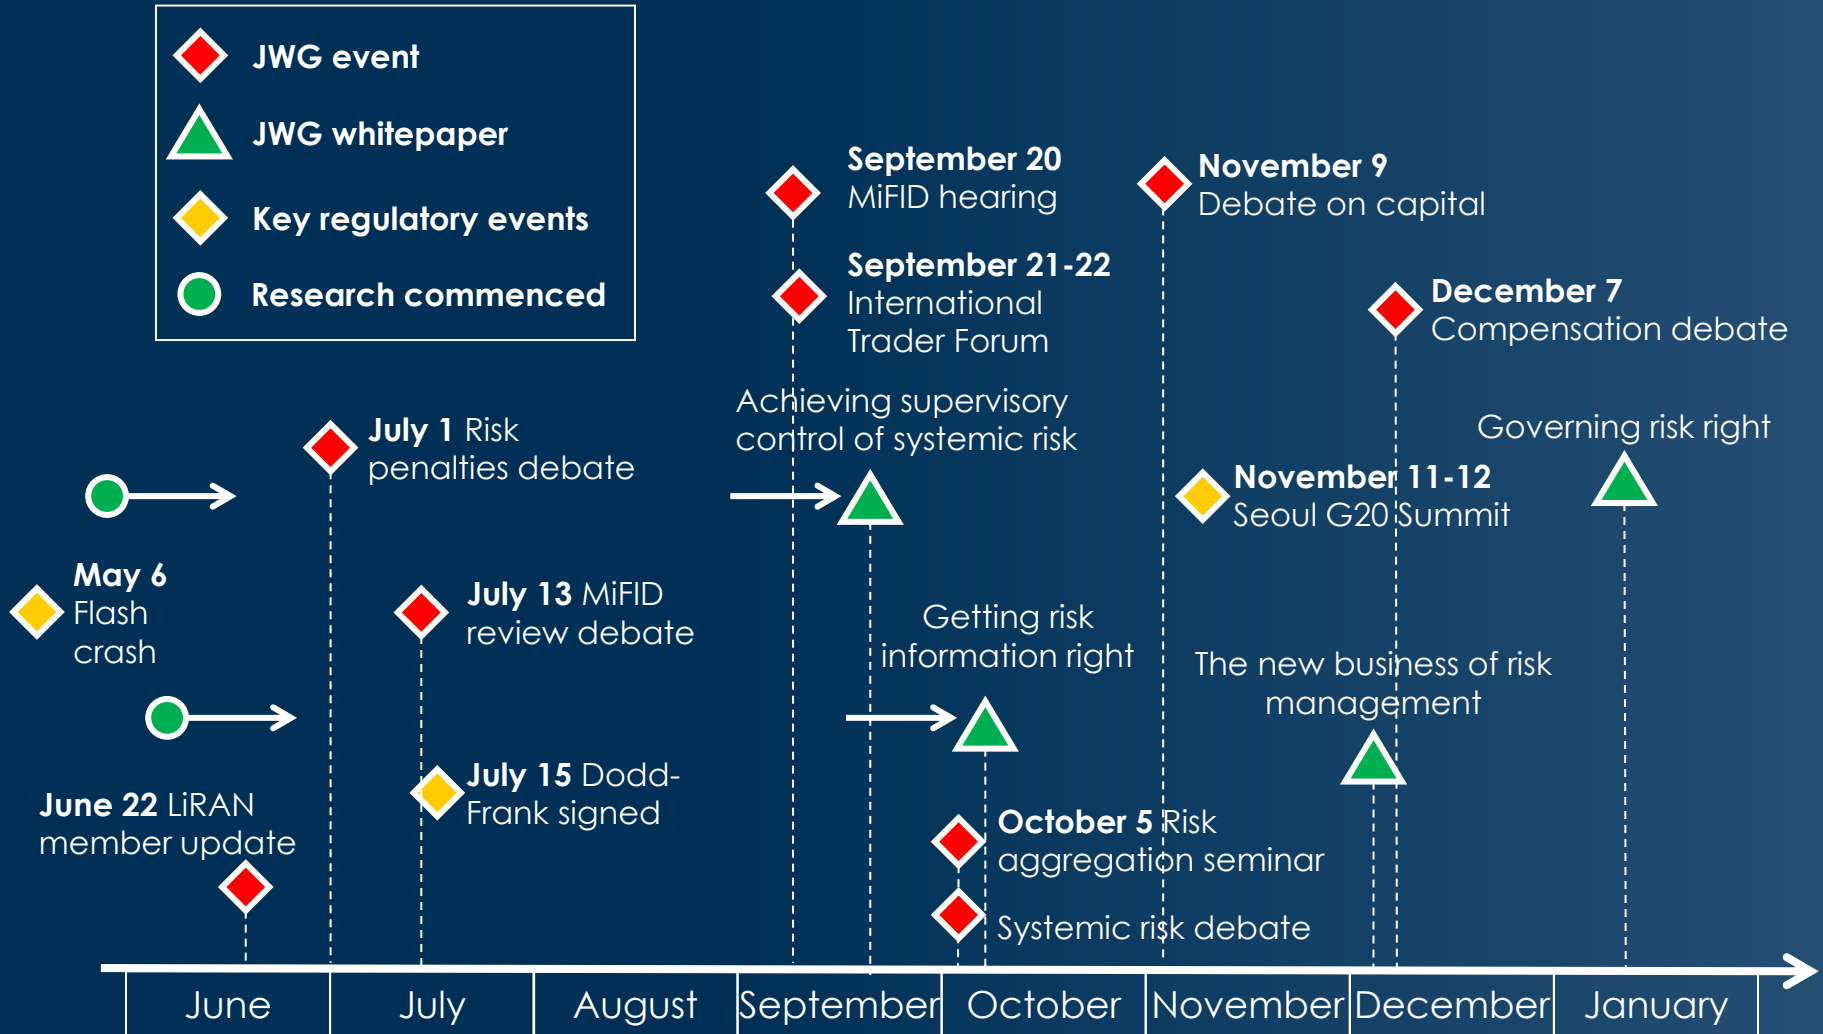 JWG event
JWG whitepaper
Key regulatory events
Research commenced
May 6
Flash
crash
June 22 LiRAN
member update
July 1 Risk
penalties debate
July 13 MiFID
review debate
July 15 Dodd-
Frank signed
September 20
MiFID hearing
September 21-22
International
Trader Forum
Achieving supervisory
control of systemic risk
Getting risk
information right
October 5 Risk
aggregation seminar
Systemic risk debate
November 9
Debate on capital
November 11-12
Seoul G20 Summit
The new business of risk
management
December 7
Compensation debate
Governing risk right
June
July
August
September
October
November
December
January